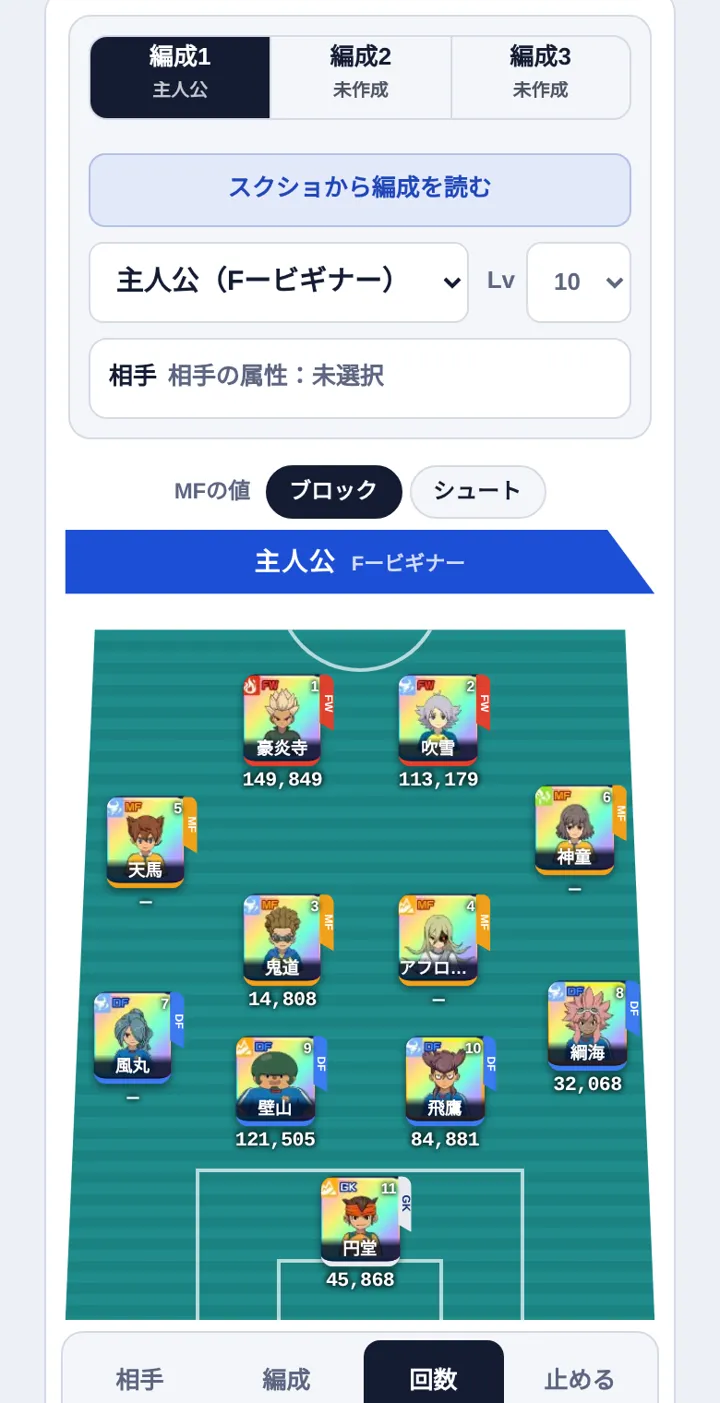 編成1
主人公
編成2
未作成
編成3
未作成
スクショから編成を読む
主人公（Fービギナー）
Lv
10
相手 相手の属性：未選択
MFの値
ブロック
シュート
主人公 Fービギナー
FW 1 FW
豪炎寺
149,849
FW 2 FW
吹雪
113,179
MF 5 MF
天馬
–
MF 6 MF
神童
–
MF 3 MF
鬼道
14,808
MF 4 MF
アフロ…
–
DF 7 DF
風丸
–
DF 8 DF
綱海
32,068
DF 9 DF
壁山
121,505
DF 10 DF
飛鷹
84,881
GK 11 GK
円堂
45,868
相手
編成
回数
止める